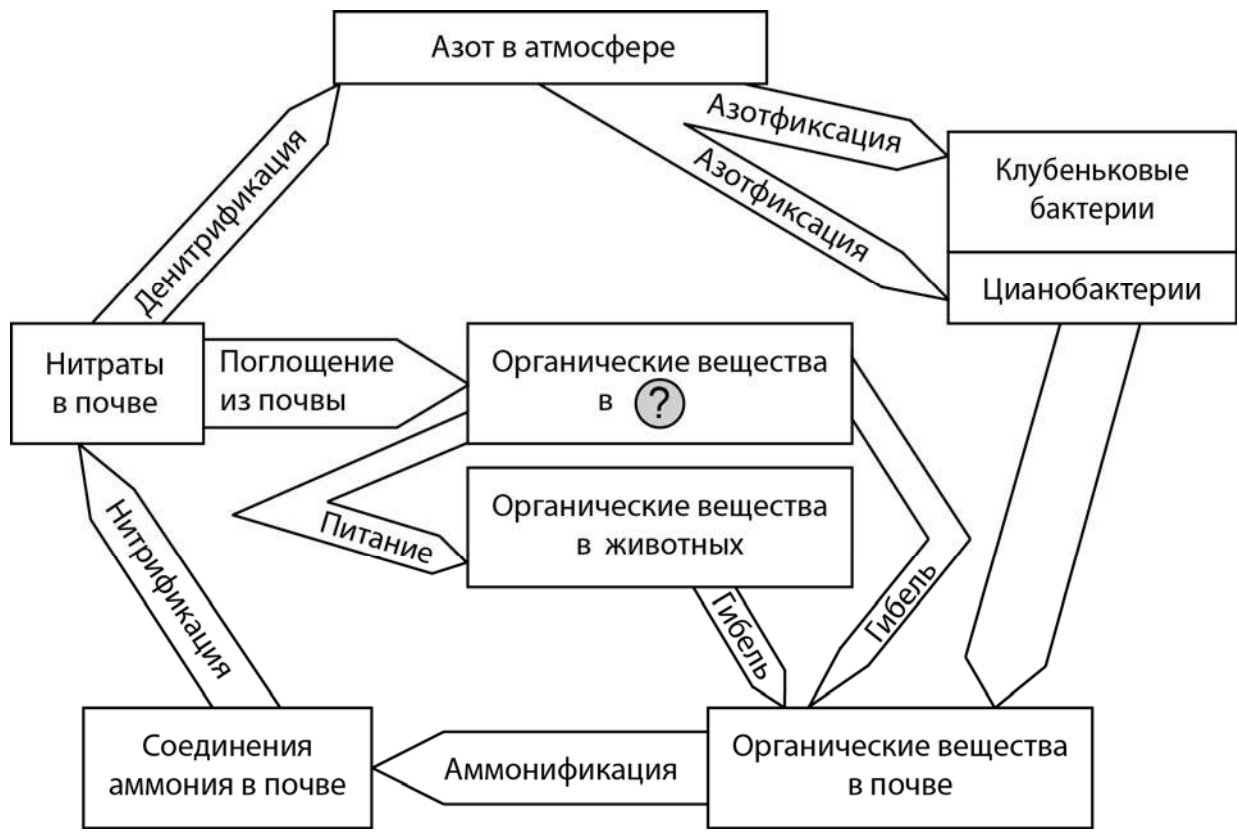 Азот в атмосфере
Азотфиксация
Азотфиксация
Клубеньковые
бактерии
Цианобактерии
Денитрификация
Нитраты
в почве
Поглощение
из почвы
Органические вещества
в ?
Питание
Органические вещества
в животных
Гибель
Гибель
Нитрификация
Соединения
аммония в почве
Аммонификация
Органические вещества
в почве